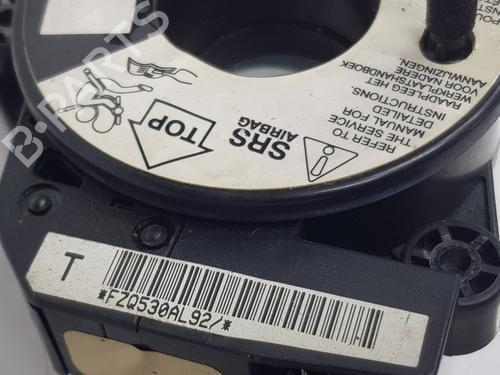 SRS
AIRBAG
TOP
REFER TO
THE SERVICE
MANUAL FOR
DETAILED
INSTRUCTIONS.
RAADPLEEG HET
WERKPLAATSHANDBOEK
VOOR NADERE
AANWIJZINGEN.
T
*FZQ530AL92/*
B-PARTS